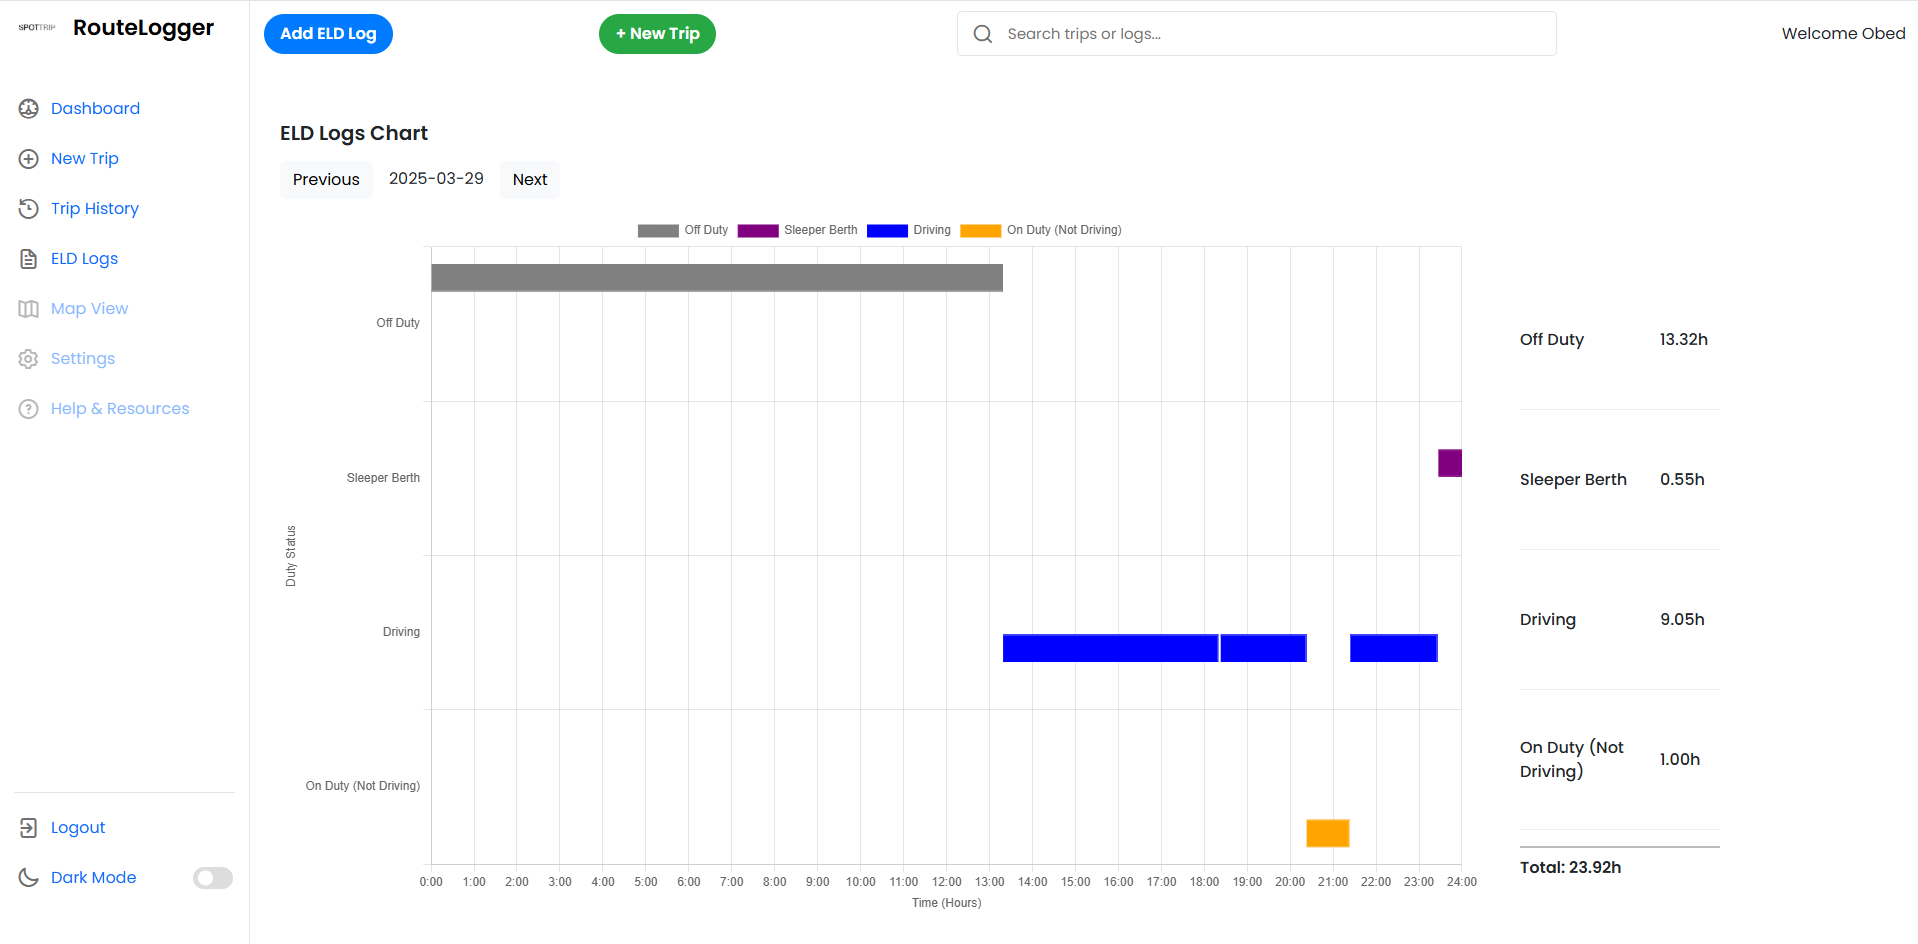 SPOTTRIP RouteLogger
Add ELD Log
+ New Trip
Search trips or logs...
Welcome Obed
Dashboard
New Trip
Trip History
ELD Logs
Map View
Settings
Help & Resources
Logout
Dark Mode
ELD Logs Chart
Previous 2025-03-29 Next
Off Duty Sleeper Berth Driving On Duty (Not Driving)
Duty Status
Off Duty
Sleeper Berth
Driving
On Duty (Not Driving)
0:00 1:00 2:00 3:00 4:00 5:00 6:00 7:00 8:00 9:00 10:00 11:00 12:00 13:00 14:00 15:00 16:00 17:00 18:00 19:00 20:00 21:00 22:00 23:00 24:00
Time (Hours)
Off Duty 13.32h
Sleeper Berth 0.55h
Driving 9.05h
On Duty (Not
Driving) 1.00h
Total: 23.92h